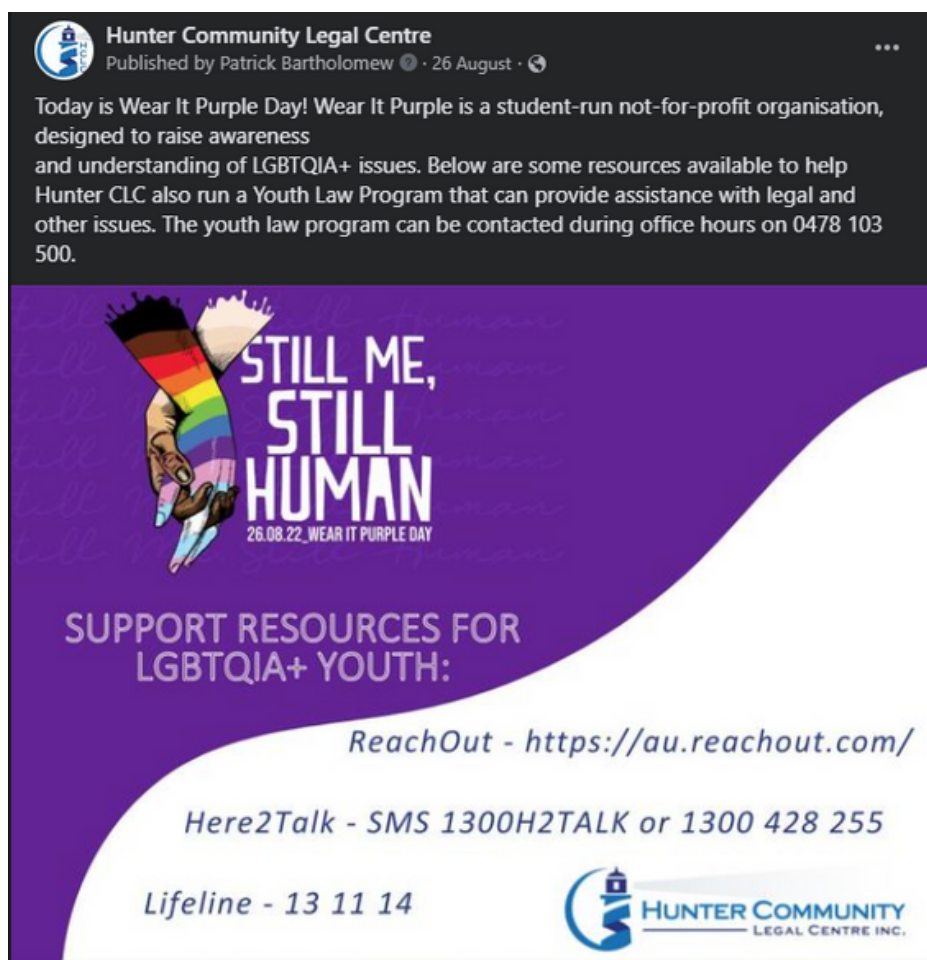 Hunter Community Legal Centre
Published by Patrick Bartholomew · 26 August ·
Today is Wear It Purple Day! Wear It Purple is a student-run not-for-profit organisation,
designed to raise awareness
and understanding of LGBTQIA+ issues. Below are some resources available to help
Hunter CLC also run a Youth Law Program that can provide assistance with legal and
other issues. The youth law program can be contacted during office hours on 0478 103
500.
STILL ME,
STILL
HUMAN
26.08.22_WEAR IT PURPLE DAY
SUPPORT RESOURCES FOR
LGBTQIA+ YOUTH:
ReachOut - https://au.reachout.com/
Here2Talk - SMS 1300H2TALK or 1300 428 255
Lifeline - 13 11 14
HUNTER COMMUNITY
LEGAL CENTRE INC.